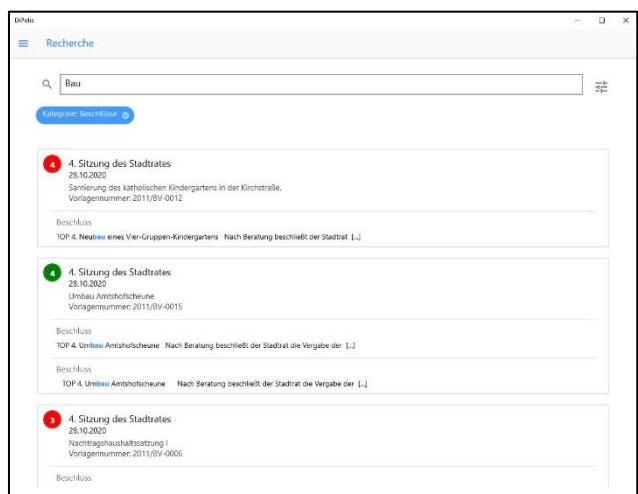 DiPolis
Recherche
Bau
Kategorie: Beschlüsse
4
4. Sitzung des Stadtrates
28.10.2020
Sarnierung des katholischen Kindergartens in der Kirchstraße,
Vorlagennummer: 2011/BV-0012
Beschluss
TOP 4. Neubau eines Vier-Gruppen-Kindergartens Nach Beratung beschließt der Stadtrat [...]
4
4. Sitzung des Stadtrates
28.10.2020
Umbau Amtshofscheune
Vorlagennummer: 2011/BV-0015
Beschluss
TOP 4. Umbau Amtshofscheune Nach Beratung beschließt der Stadtrat die Vergabe der [...]
Beschluss
TOP 4. Umbau Amtshofscheune Nach Beratung beschließt der Stadtrat die Vergabe der [...]
3
4. Sitzung des Stadtrates
28.10.2020
Nachtragshaushaltssatzung I
Vorlagennummer: 2011/BV-0006
Beschluss